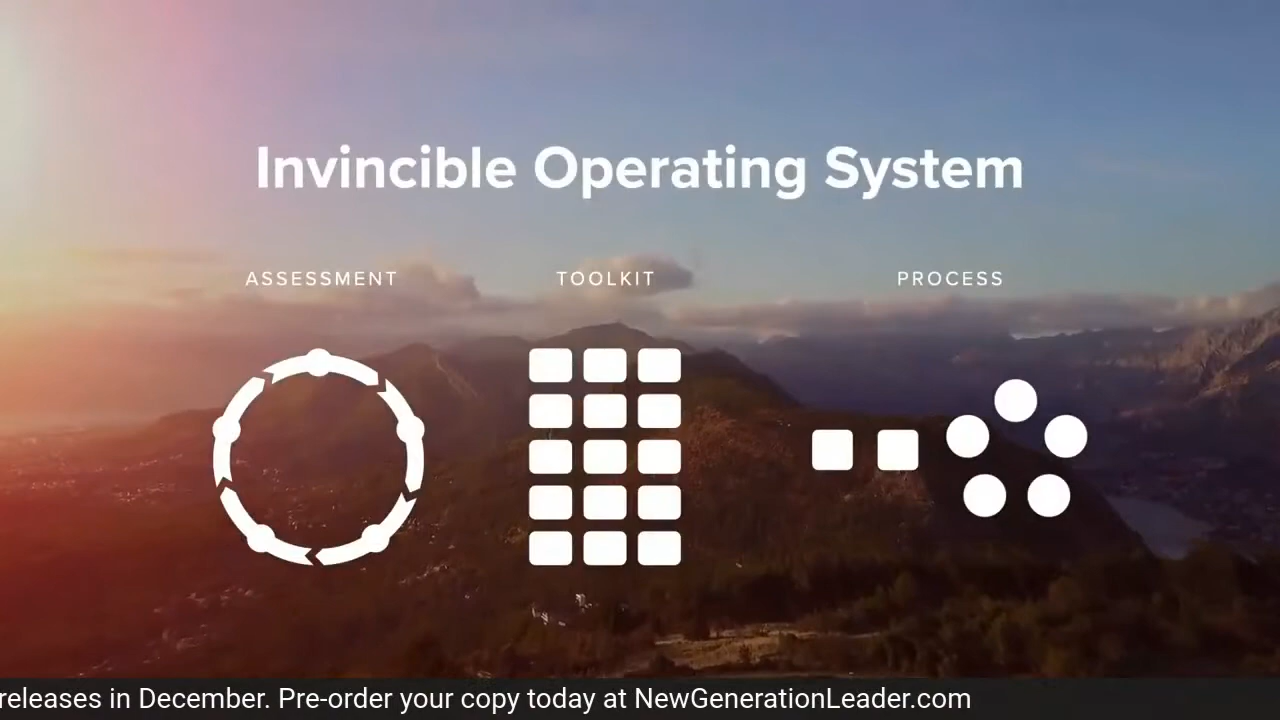 Invincible Operating System
ASSESSMENT TOOLKIT PROCESS
releases in December. Pre-order your copy today at NewGenerationLeader.com